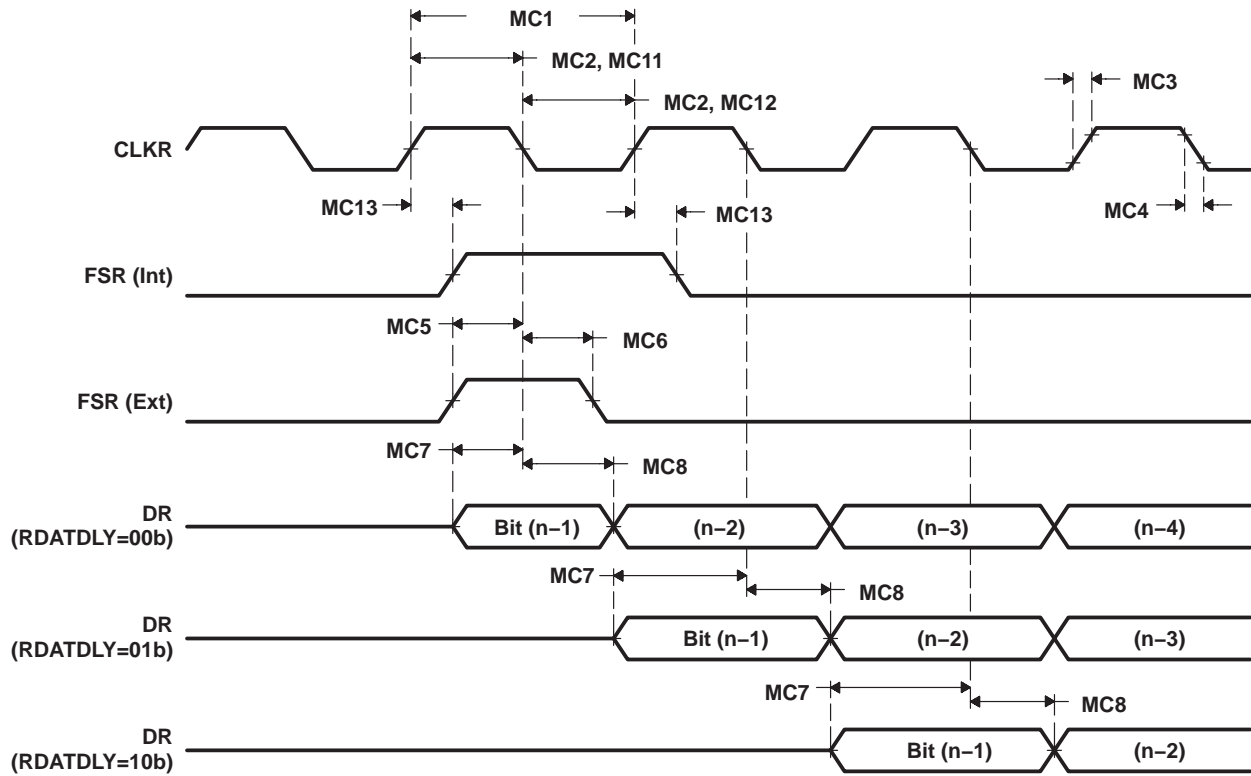 MC1
MC2, MC11
MC2, MC12
MC3
CLKR
MC13
MC13
MC4
FSR (Int)
MC5
MC6
FSR (Ext)
MC7
MC8
DR
(RDATDLY=00b)
Bit (n−1)
(n−2)
(n−3)
(n−4)
MC7
MC8
DR
(RDATDLY=01b)
Bit (n−1)
(n−2)
(n−3)
MC7
MC8
DR
(RDATDLY=10b)
Bit (n−1)
(n−2)